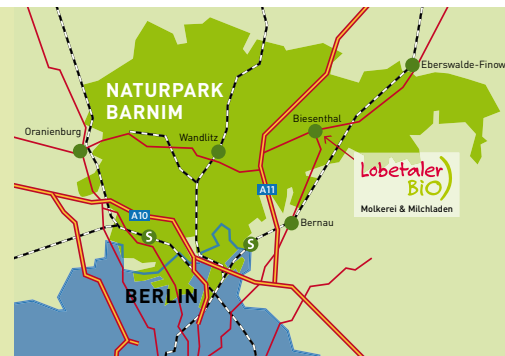 Eberswalde-Finow
NATURPARK
BARNIM
Biesenthal
Oranienburg
Wandlitz
Lobetaler
BiO
Molkerei & Milchladen
A11
A10
Bernau
S
S
BERLIN